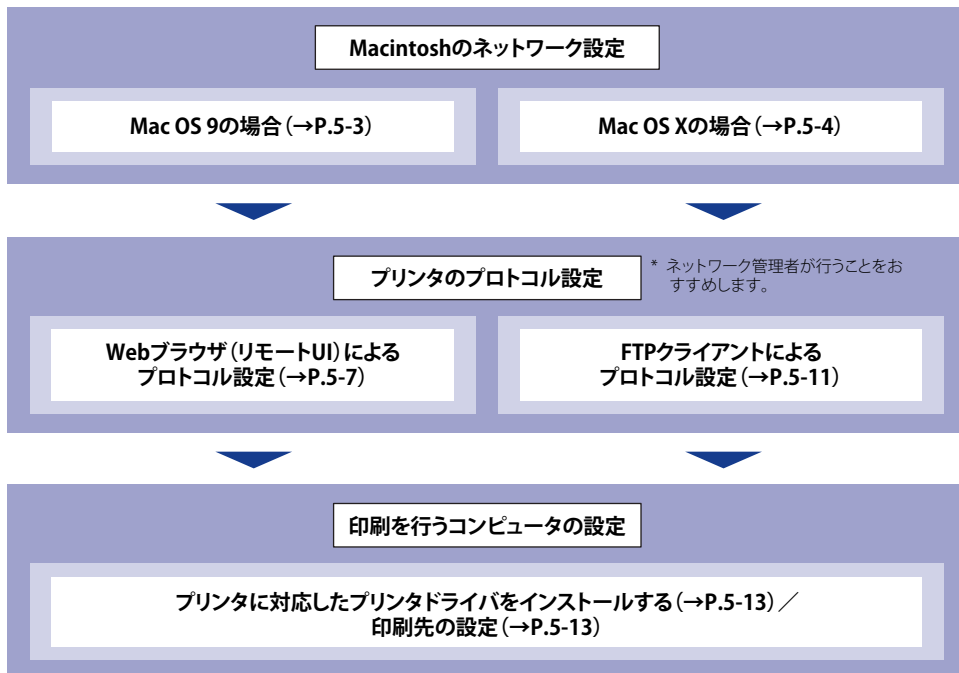 Macintoshのネットワーク設定
Mac OS 9の場合（→P.5-3）
Mac OS Xの場合（→P.5-4）
プリンタのプロトコル設定
* ネットワーク管理者が行うことをお
すすめします。
Webブラウザ（リモートUI）による
プロトコル設定（→P.5-7）
FTPクライアントによる
プロトコル設定（→P.5-11）
印刷を行うコンピュータの設定
プリンタに対応したプリンタドライバをインストールする（→P.5-13）／
印刷先の設定（→P.5-13）